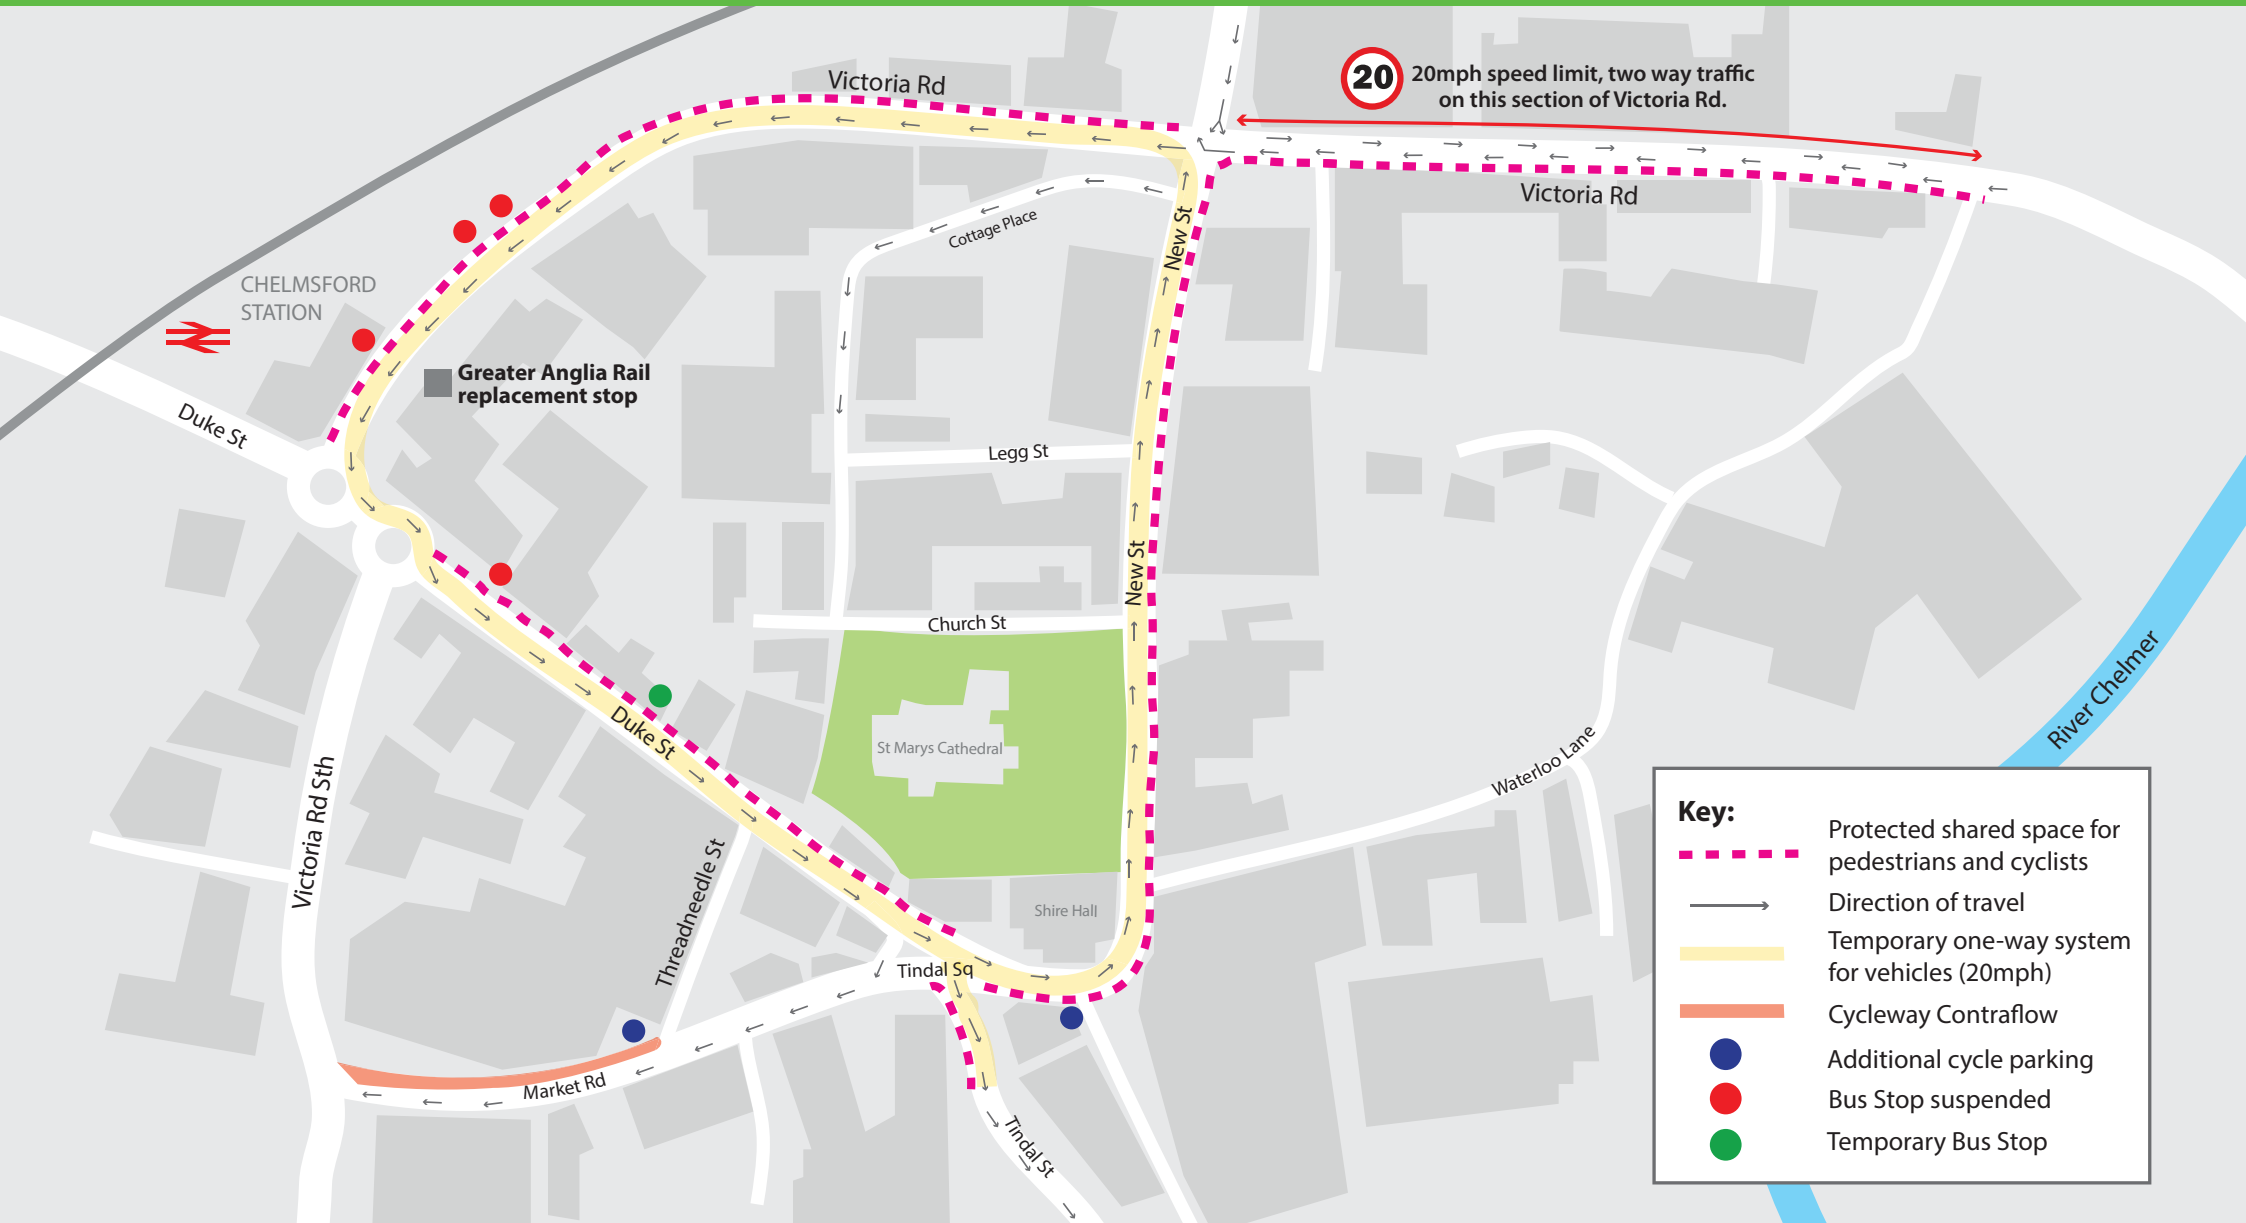 Victoria Rd
20
20mph speed limit, two way traffic
on this section of Victoria Rd.
Victoria Rd
New St
Cottage Place
CHELMSFORD
STATION
Greater Anglia Rail
replacement stop
Duke St
Legg St
New St
Church St
Duke St
St Marys Cathedral
River Chelmer
Waterloo Lane
Victoria Rd Sth
Threadneedle St
Shire Hall
Tindal Sq
Market Rd
Tindal St
Key:
Protected shared space for
pedestrians and cyclists
Direction of travel
Temporary one-way system
for vehicles (20mph)
Cycleway Contraflow
Additional cycle parking
Bus Stop suspended
Temporary Bus Stop